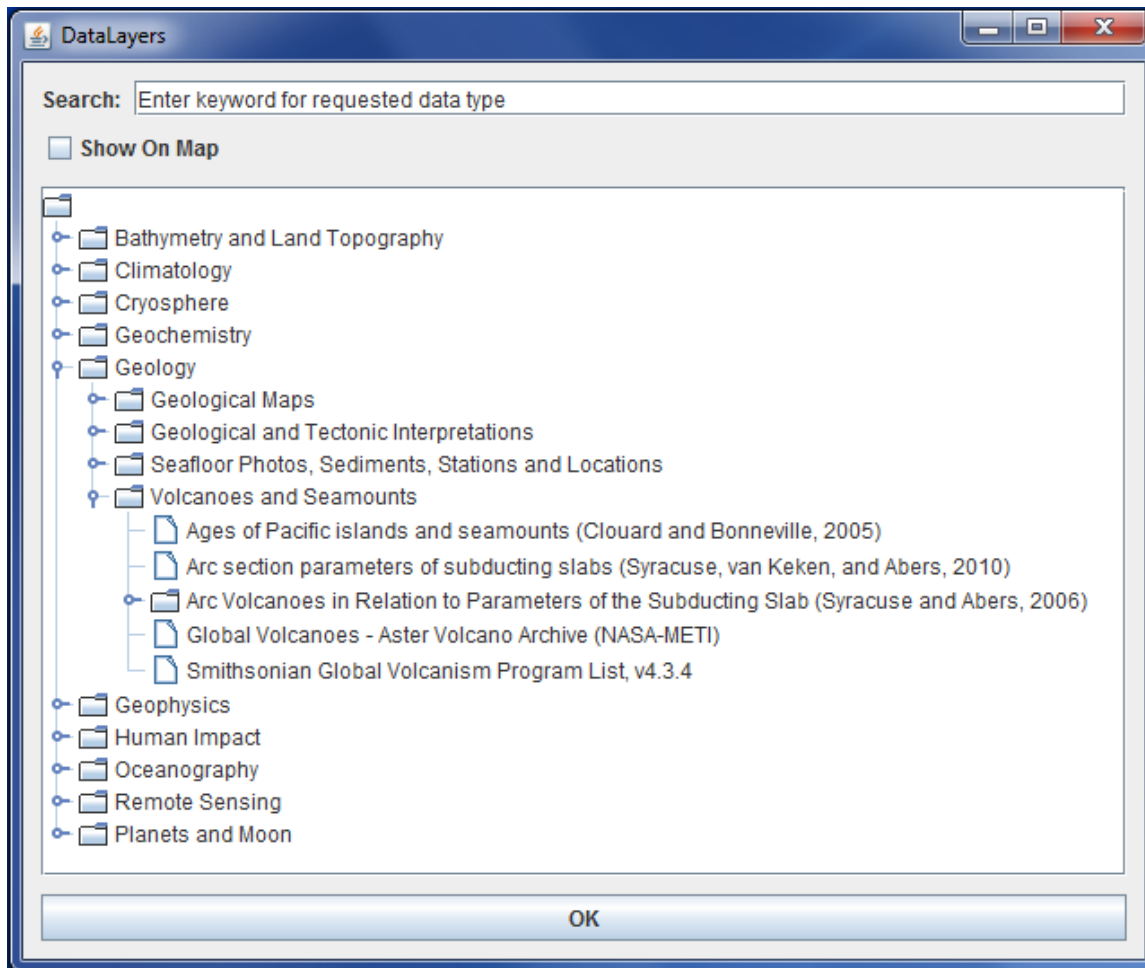 DataLayers
Search: Enter keyword for requested data type
Show On Map
Bathymetry and Land Topography
Climatology
Cryosphere
Geochemistry
Geology
Geological Maps
Geological and Tectonic Interpretations
Seafloor Photos, Sediments, Stations and Locations
Volcanoes and Seamounts
Ages of Pacific islands and seamounts (Clouard and Bonneville, 2005)
Arc section parameters of subducting slabs (Syracuse, van Keken, and Abers, 2010)
Arc Volcanoes in Relation to Parameters of the Subducting Slab (Syracuse and Abers, 2006)
Global Volcanoes - Aster Volcano Archive (NASA-METI)
Smithsonian Global Volcanism Program List, v4.3.4
Geophysics
Human Impact
Oceanography
Remote Sensing
Planets and Moon
OK